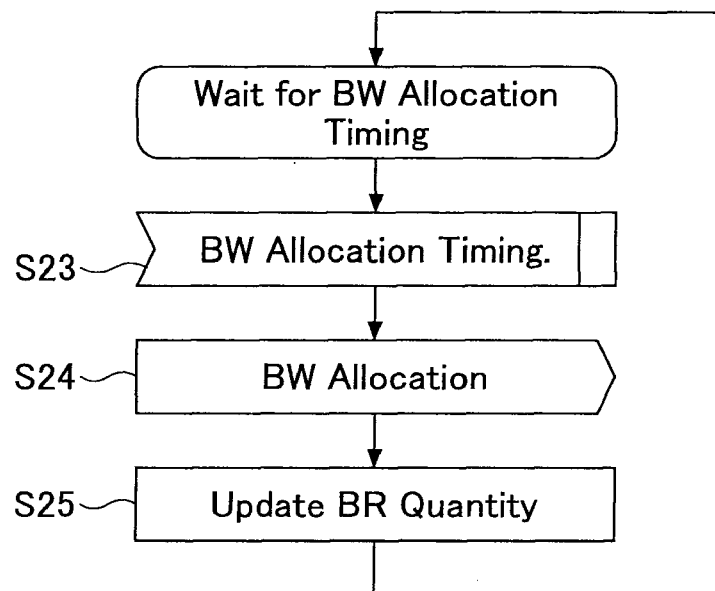 Wait for BW Allocation
Timing
S23
BW Allocation Timing.
S24
BW Allocation
S25
Update BR Quantity